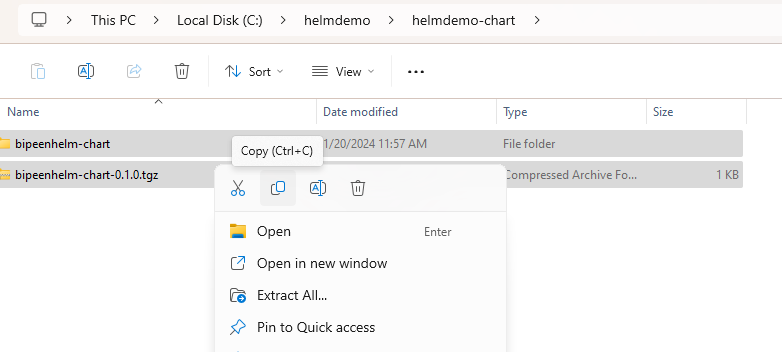 This PC > Local Disk (C:) > helmdemo > helmdemo-chart >
Sort View ...
Name Date modified Type Size
bipeenhelm-chart 1/20/2024 11:57 AM File folder
Copy (Ctrl+C)
bipeenhelm-chart-0.1.0.tgz Compressed Archive Fo... 1 KB
Open Enter
Open in new window
Extract All...
Pin to Quick access